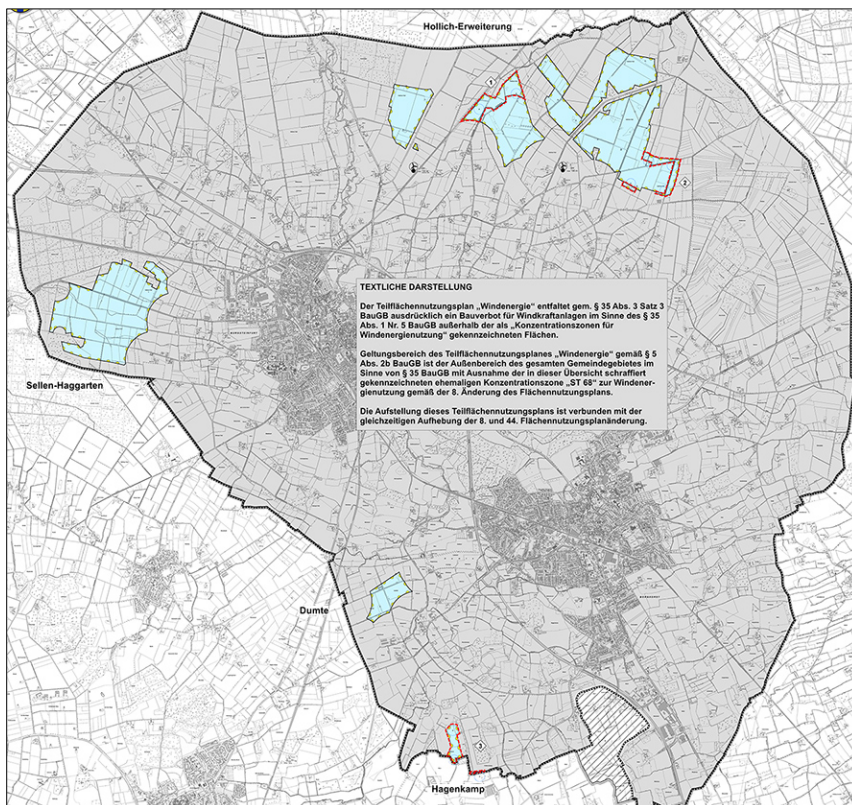 Hollich-Erweiterung
1
2
TEXTLICHE DARSTELLUNG
Der Teilflächennutzungsplan „Windenergie“ entfaltet gem. § 35 Abs. 3 Satz 3
BauGB ausdrücklich ein Bauverbot für Windkraftanlagen im Sinne des § 35
Abs. 1 Nr. 5 BauGB außerhalb der als „Konzentrationszonen für
Windenergienutzung“ gekennzeichneten Flächen.
Geltungsbereich des Teilflächennutzungsplanes „Windenergie“ gemäß § 5
Abs. 2b BauGB ist der Außenbereich des gesamten Gemeindegebietes im
Sinne von § 35 BauGB mit Ausnahme der in dieser Übersicht schraffiert
gekennzeichneten ehemaligen Konzentrationszone „ST 68“ zur Windener-
gienutzung gemäß der 8. Änderung des Flächennutzungsplans.
Die Aufstellung dieses Teilflächennutzungsplans ist verbunden mit der
gleichzeitigen Aufhebung der 8. und 44. Flächennutzungsplanänderung.
Sellen-Haggarten
Dumte
3
Hagenkamp